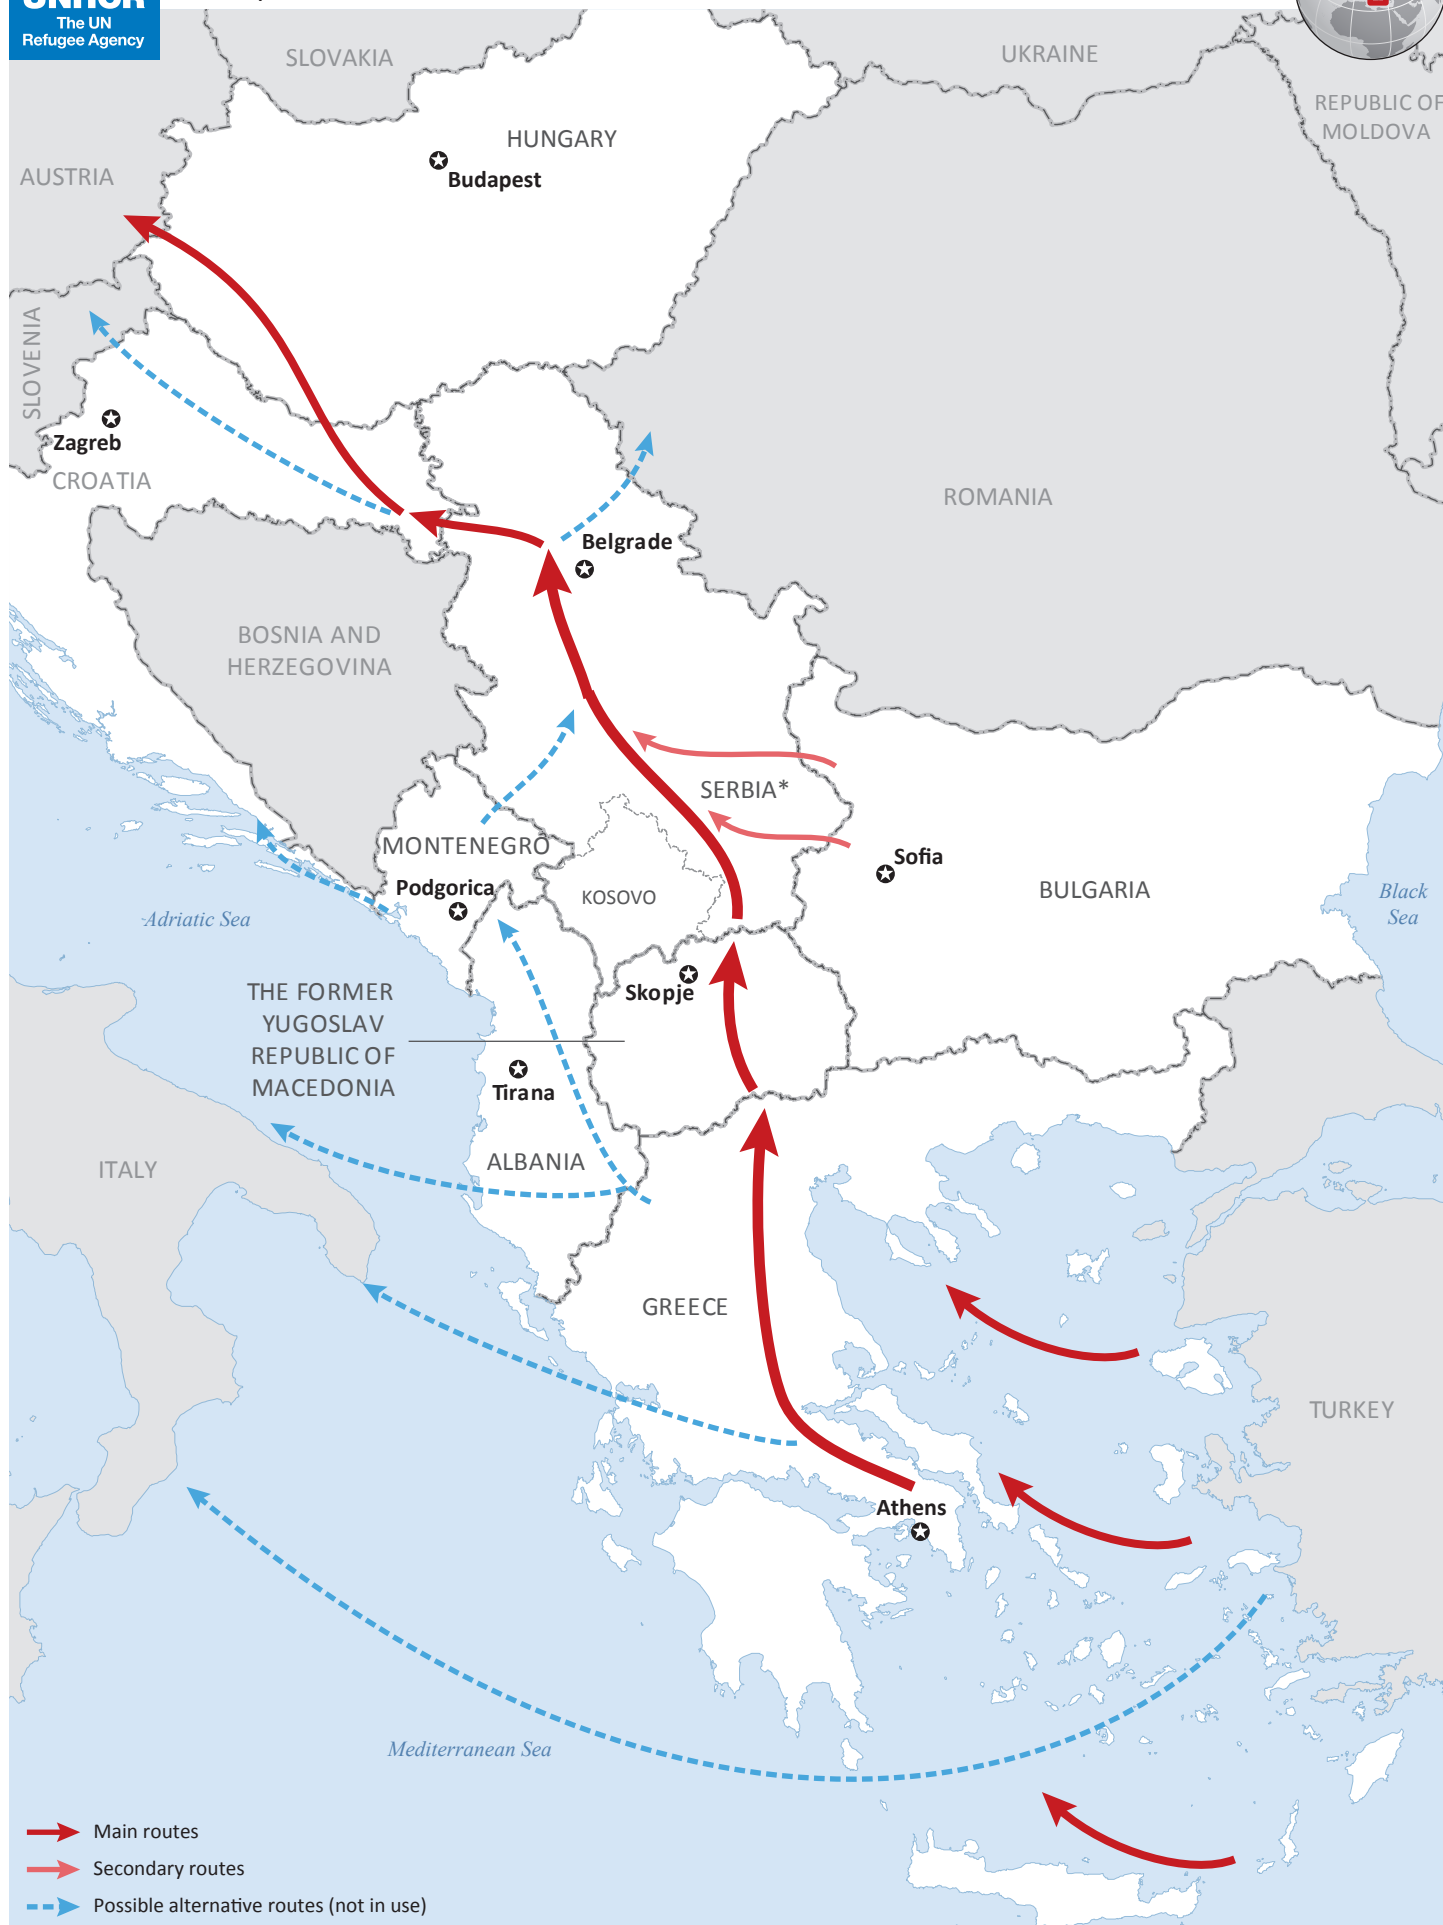 UNHCR
The UN
Refugee Agency
SLOVAKIA
UKRAINE
REPUBLIC OF
MOLDOVA
HUNGARY
Budapest
AUSTRIA
SLOVENIA
Zagreb
CROATIA
ROMANIA
Belgrade
BOSNIA AND
HERZEGOVINA
SERBIA*
MONTENEGRO
Podgorica
KOSOVO
Sofia
BULGARIA
Black
Sea
Adriatic Sea
Skopje
THE FORMER
YUGOSLAV
REPUBLIC OF
MACEDONIA
Tirana
ALBANIA
ITALY
GREECE
TURKEY
Athens
Mediterranean Sea
Main routes
Secondary routes
Possible alternative routes (not in use)